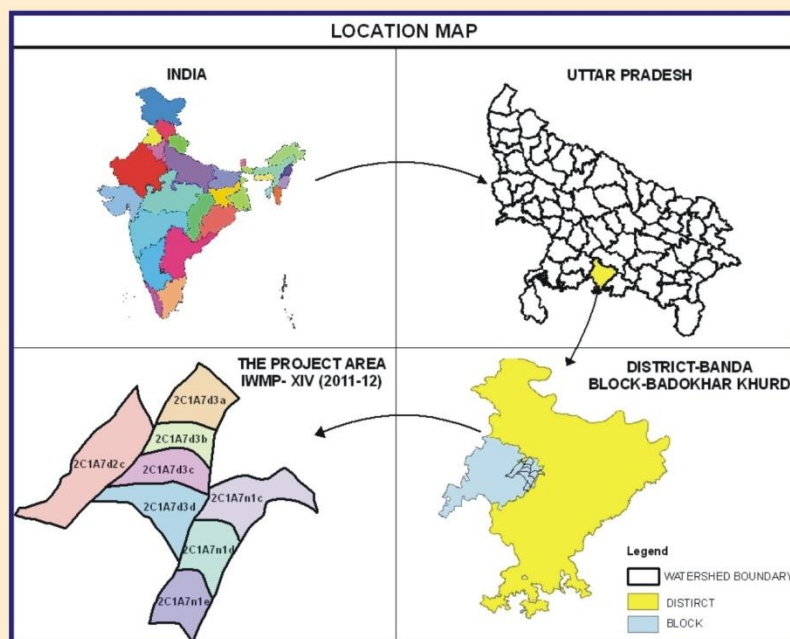 LOCATION MAP
INDIA
UTTAR PRADESH
THE PROJECT AREA
IWMP- XIV (2011-12)
2C1A7d3a
2C1A7d3b
2C1A7d2c
2C1A7d3c
2C1A7n1c
2C1A7d3d
2C1A7n1d
2C1A7n1e
DISTRICT-BANDA
BLOCK-BADOKHAR KHURD
Legend
WATERSHED BOUNDARY
DISTIRCT
BLOCK